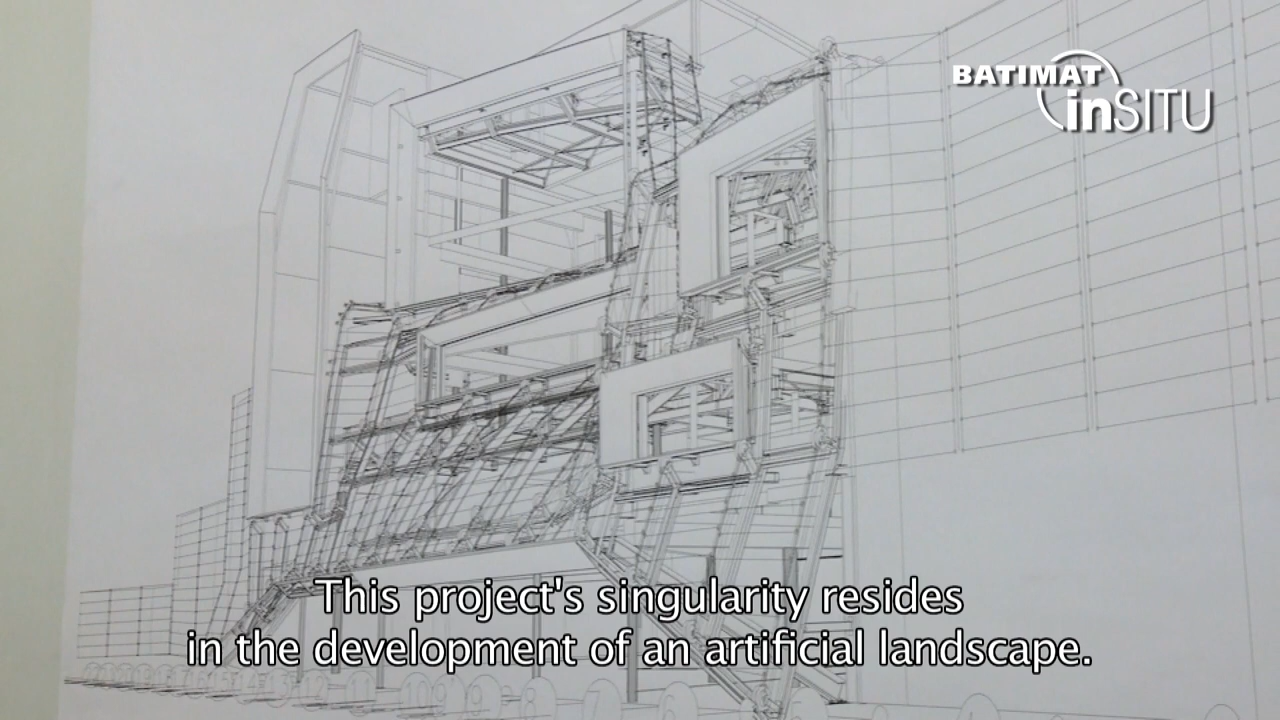 BATIMAT
inSITU
This project's singularity resides
in the development of an artificial landscape.